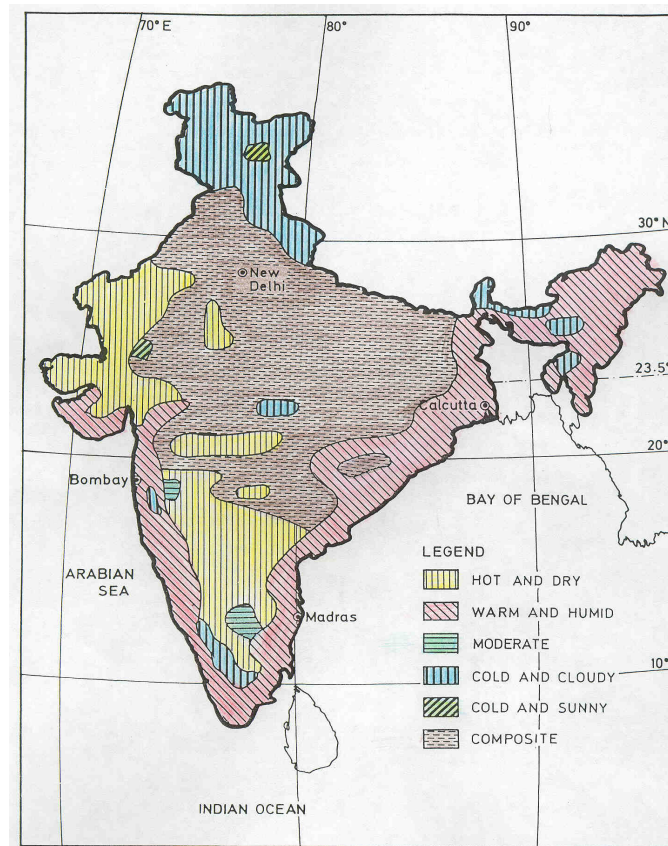 70° E
80°
90°
30° N
New
Delhi
23.5°
Calcutta
20°
Bombay
BAY OF BENGAL
LEGEND
ARABIAN
SEA
HOT AND DRY
WARM AND HUMID
Madras
MODERATE
10°
COLD AND CLOUDY
COLD AND SUNNY
COMPOSITE
INDIAN OCEAN